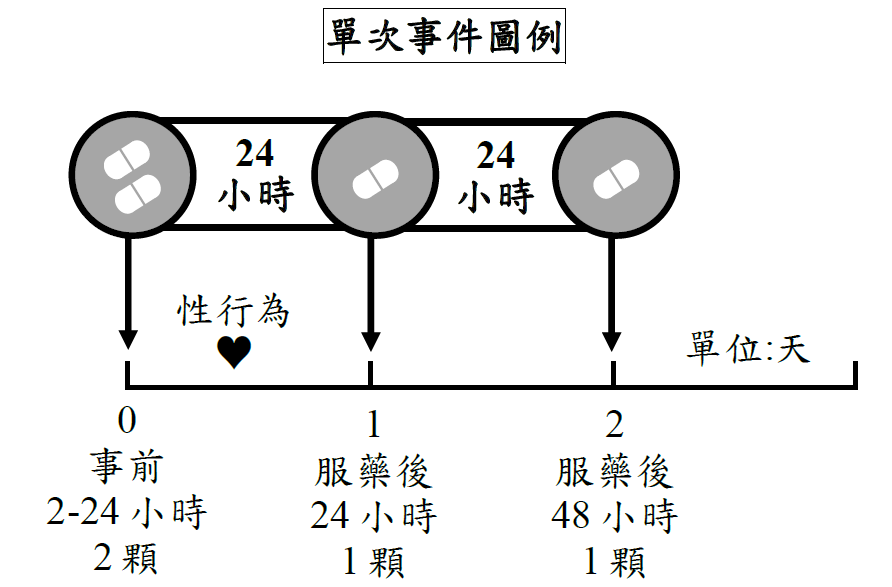 單次事件圖例
24
小時
24
小時
性行為
單位:天
0
事前
2-24 小時
2 顆
1
服藥後
24 小時
1 顆
2
服藥後
48 小時
1 顆